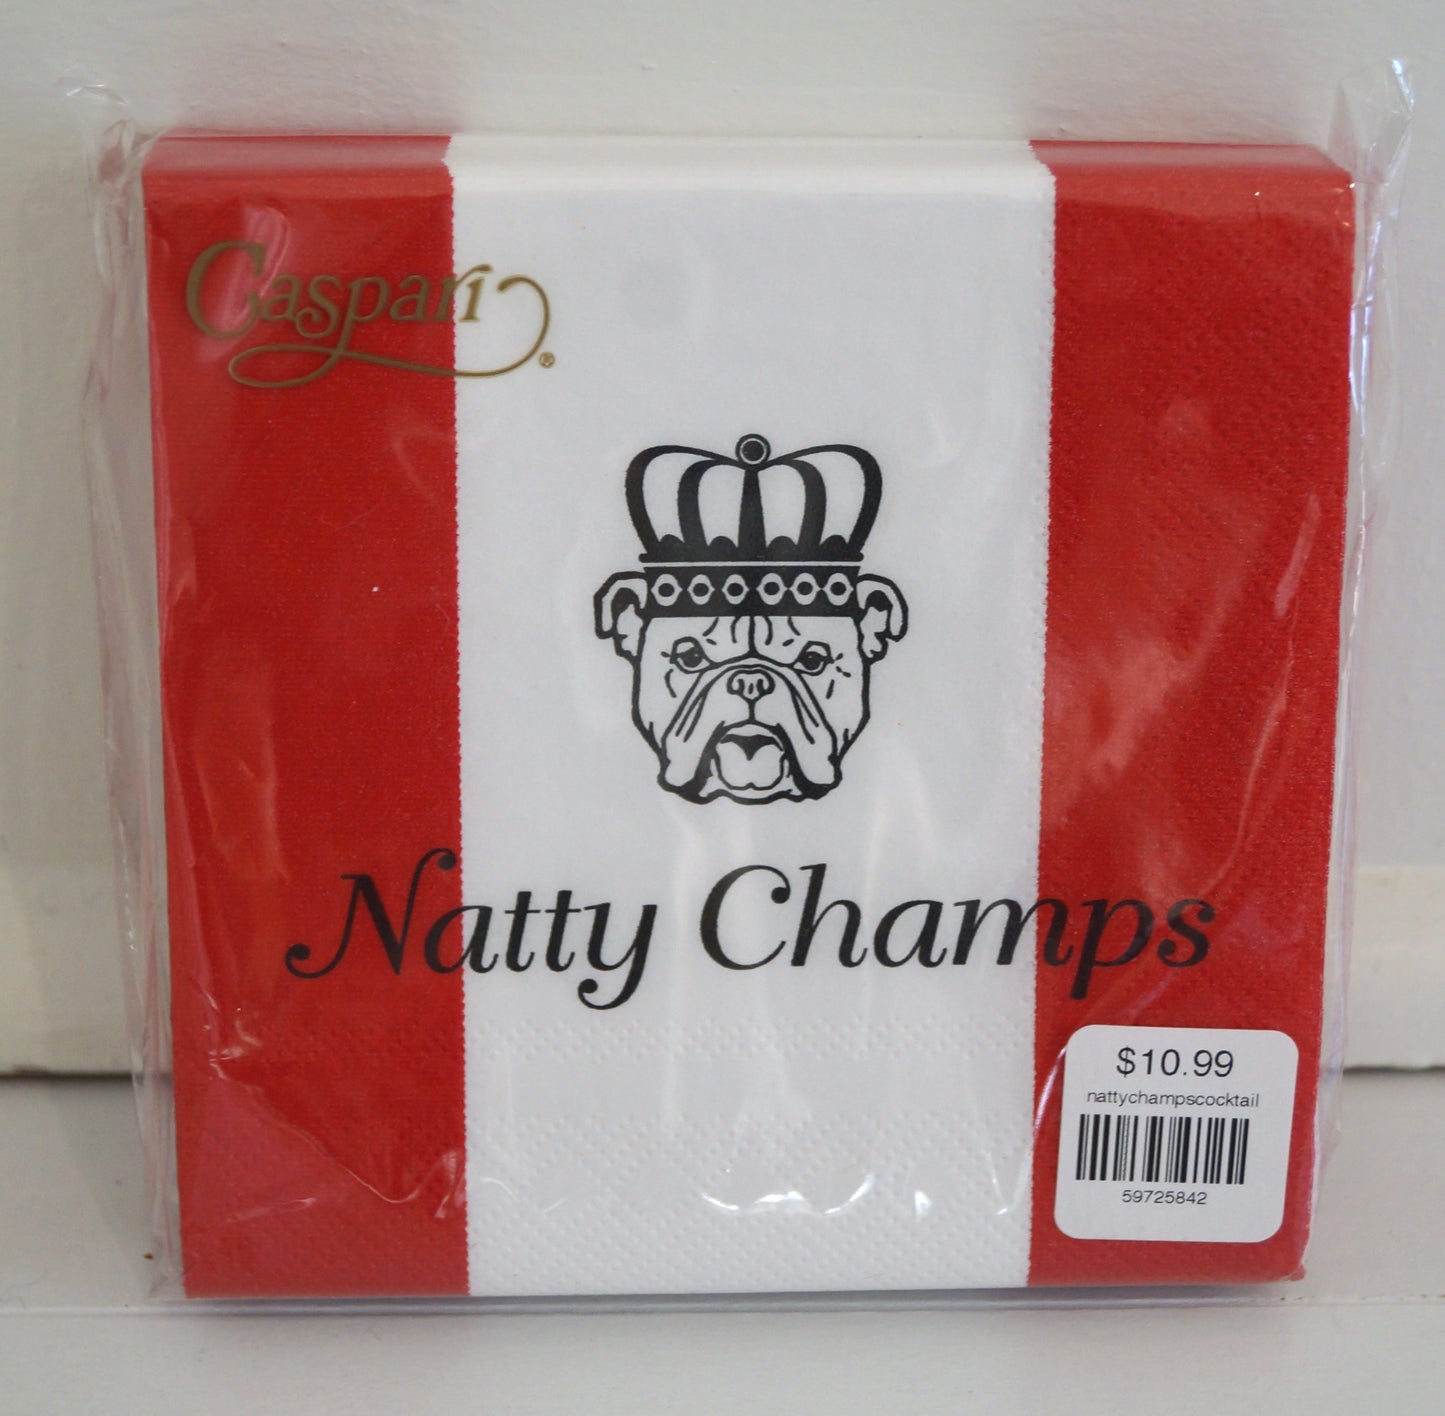 Caspari®
Natty Champs
$10.99
nattychampscocktail
59725842